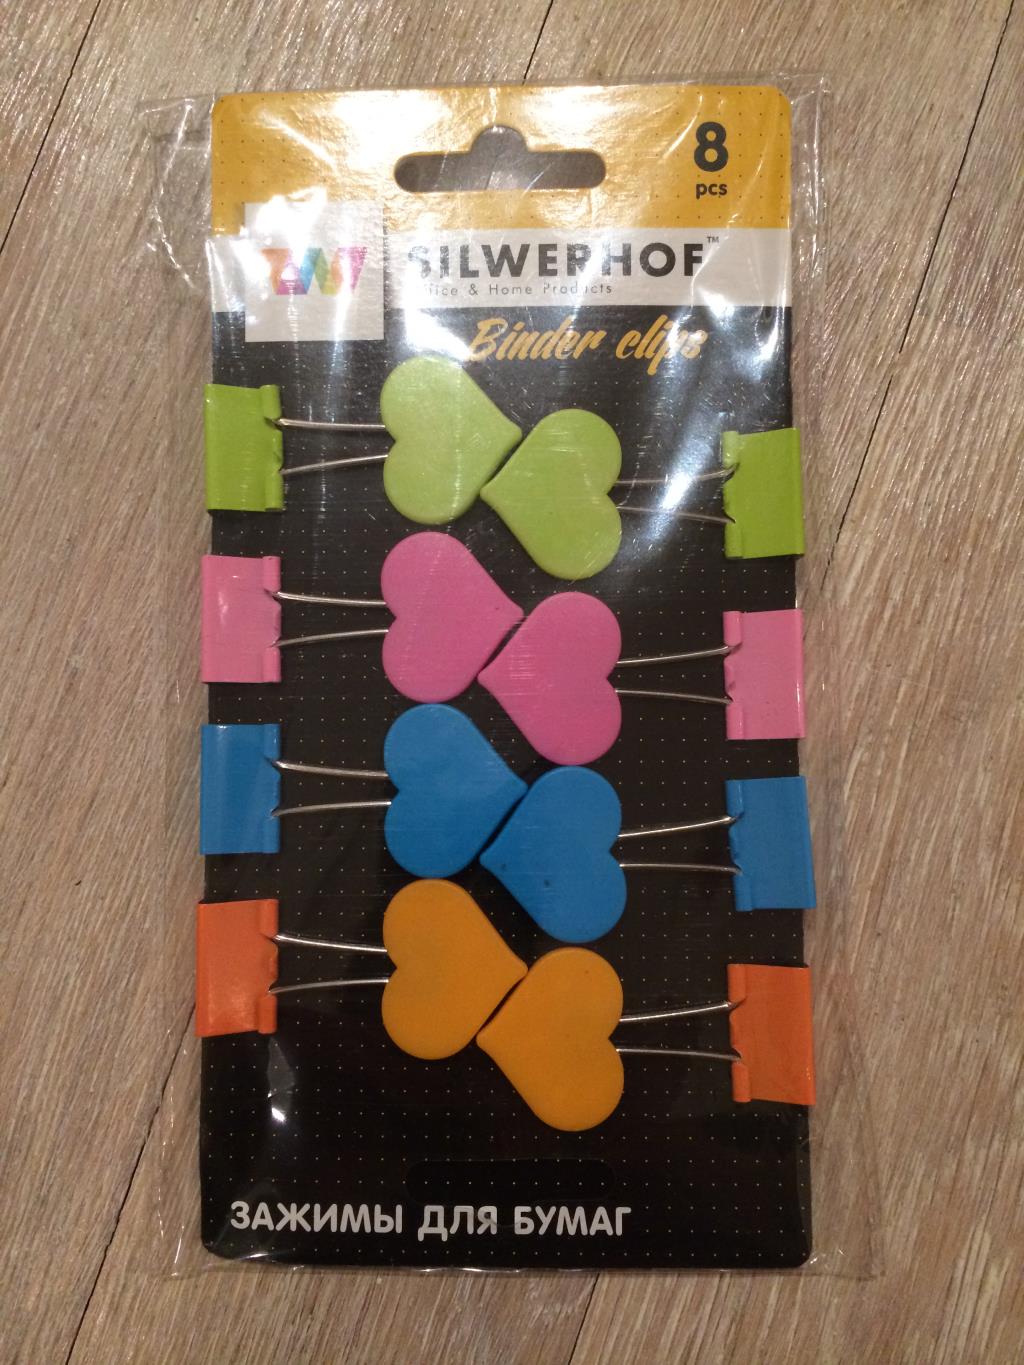 8
pcs
SILWERHOF™
Office & Home Products
Binder clips
ЗАЖИМЫ ДЛЯ БУМАГ